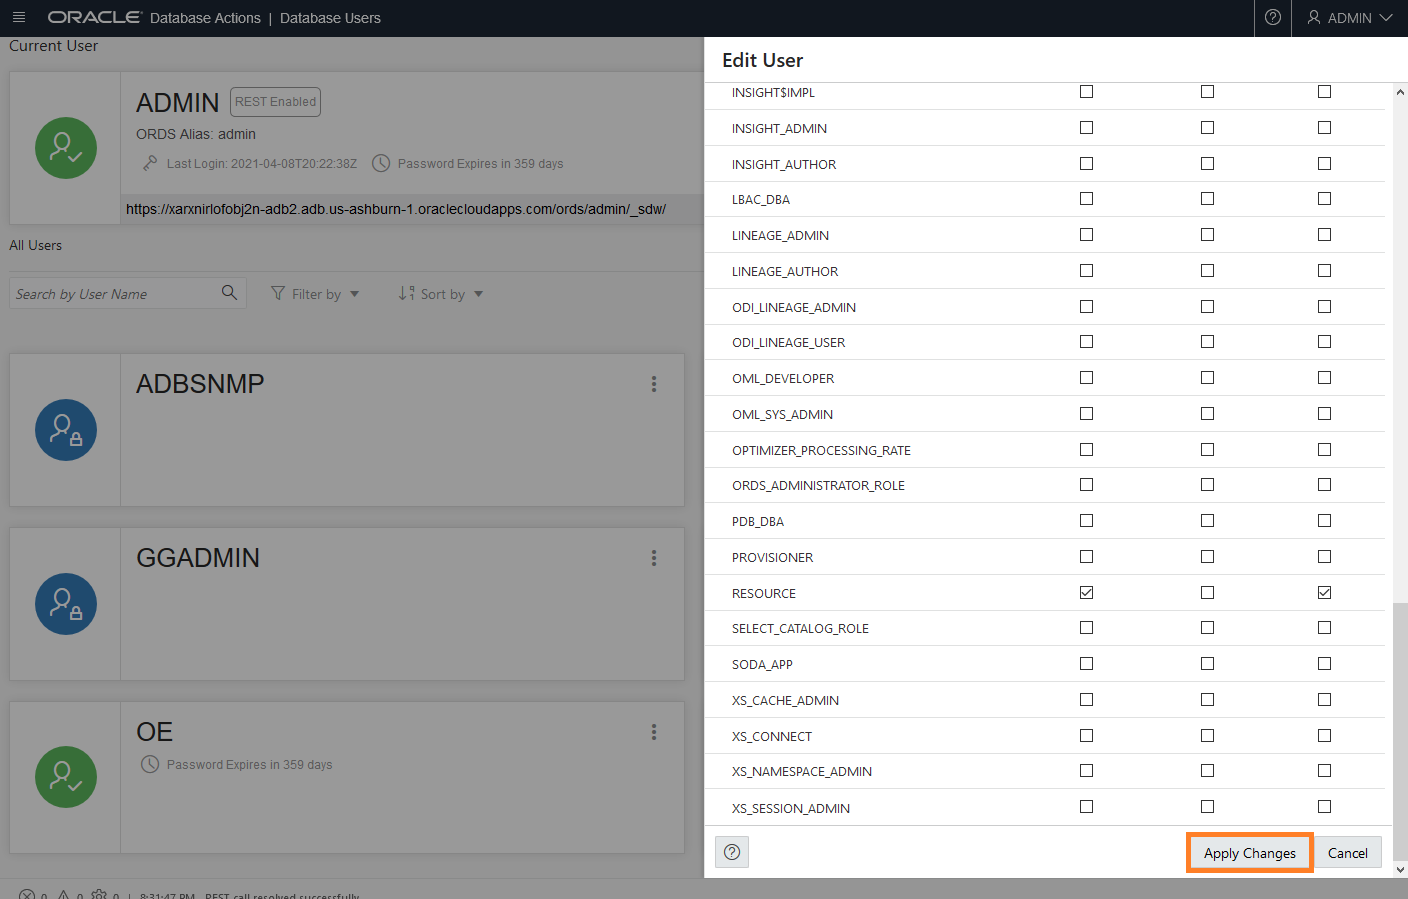 ORACLE Database Actions | Database Users
ADMIN
Current User
ADMIN REST Enabled
ORDS Alias: admin
Last Login: 2021-04-08T20:22:38Z Password Expires in 359 days
https://xarxnirlofobj2n-adb2.adb.us-ashburn-1.oraclecloudapps.com/ords/admin/_sdw/
All Users
Search by User Name Filter by Sort by
ADBSNMP
GGADMIN
OE
Password Expires in 359 days
0 0 0 | 8:31:47 PM - REST call resolved successfully.
Edit User
INSIGHT$IMPL
INSIGHT_ADMIN
INSIGHT_AUTHOR
LBAC_DBA
LINEAGE_ADMIN
LINEAGE_AUTHOR
ODI_LINEAGE_ADMIN
ODI_LINEAGE_USER
OML_DEVELOPER
OML_SYS_ADMIN
OPTIMIZER_PROCESSING_RATE
ORDS_ADMINISTRATOR_ROLE
PDB_DBA
PROVISIONER
RESOURCE
SELECT_CATALOG_ROLE
SODA_APP
XS_CACHE_ADMIN
XS_CONNECT
XS_NAMESPACE_ADMIN
XS_SESSION_ADMIN
Apply Changes Cancel